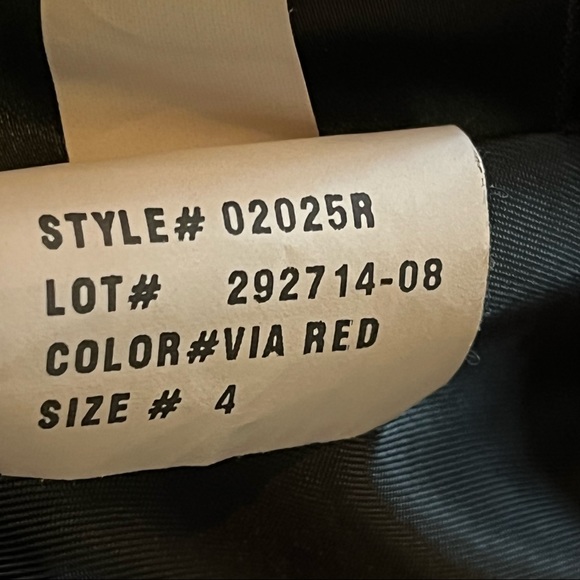 STYLE# 02025R
LOT# 292714-08
COLOR#VIA RED
SIZE # 4